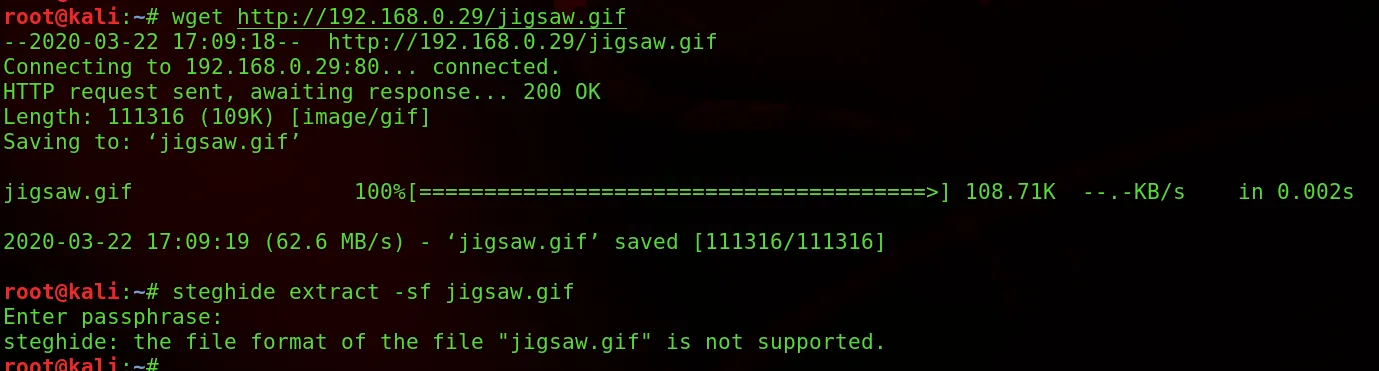 root@kali:~# wget http://192.168.0.29/jigsaw.gif
--2020-03-22 17:09:18--  http://192.168.0.29/jigsaw.gif
Connecting to 192.168.0.29:80... connected.
HTTP request sent, awaiting response... 200 OK
Length: 111316 (109K) [image/gif]
Saving to: ‘jigsaw.gif’
jigsaw.gif                 100%[=======================================>] 108.71K  --.-KB/s    in 0.002s
2020-03-22 17:09:19 (62.6 MB/s) - ‘jigsaw.gif’ saved [111316/111316]
root@kali:~# steghide extract -sf jigsaw.gif
Enter passphrase:
steghide: the file format of the file "jigsaw.gif" is not supported.
root@kali:~#